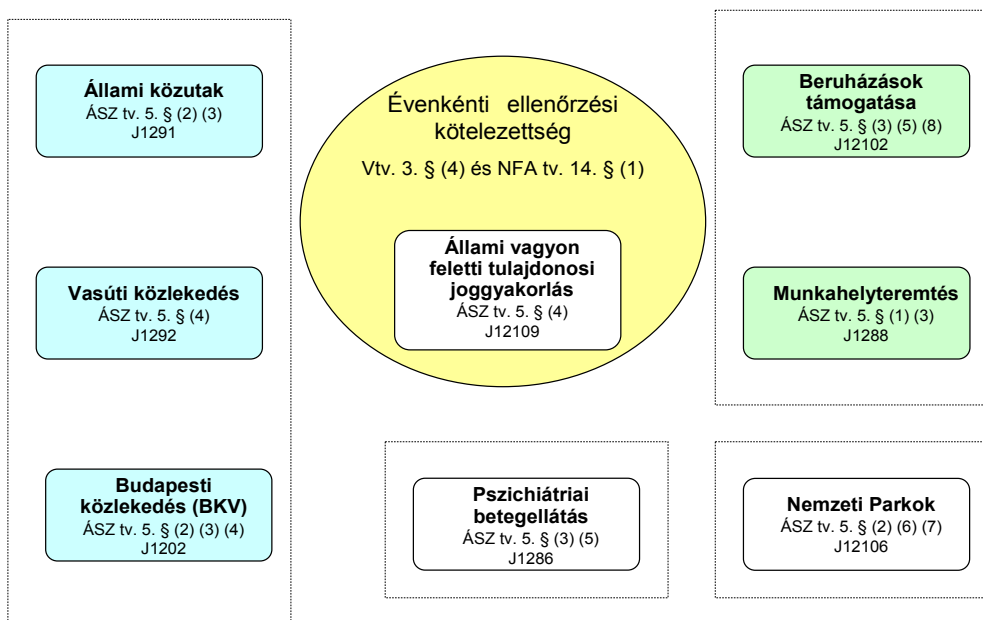 Állami közutak
ÁSZ tv. 5. § (2) (3)
J1291
Vasúti közlekedés
ÁSZ tv. 5. § (4)
J1292
Budapesti
közlekedés (BKV)
ÁSZ tv. 5. § (2) (3) (4)
J1202
Évenkénti ellenőrzési
kötelezettség
Vtv. 3. § (4) és NFA tv. 14. § (1)
Állami vagyon
feletti tulajdonosi
joggyakorlás
ÁSZ tv. 5. § (4)
J12109
Pszichiátriai
betegellátás
ÁSZ tv. 5. § (3) (5)
J1286
Beruházások
támogatása
ÁSZ tv. 5. § (3) (5) (8)
J12102
Munkahelyteremtés
ÁSZ tv. 5. § (1) (3)
J1288
Nemzeti Parkok
ÁSZ tv. 5. § (2) (6) (7)
J12106